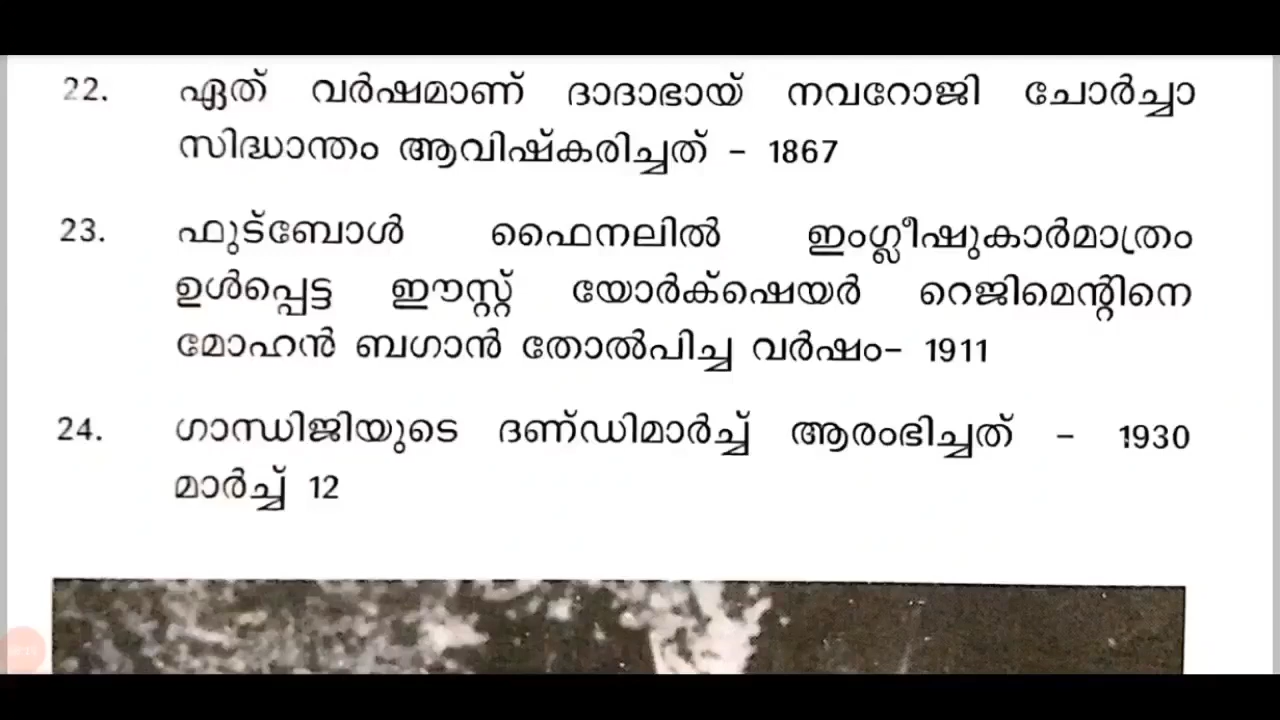 22. ഏത് വർഷമാണ് ദാദാഭായ് നവറോജി ചോർച്ചാ
സിദ്ധാന്തം ആവിഷ്കരിച്ചത് - 1867
23. ഫുട്ബോൾ ഫൈനലിൽ ഇംഗ്ലീഷുകാർമാത്രം
ഉൾപ്പെട്ട ഈസ്റ്റ് യോർക്ഷെയർ റെജിമെന്റിനെ
മോഹൻ ബഗാൻ തോൽപിച്ച വർഷം- 1911
24. ഗാന്ധിജിയുടെ ദണ്ഡിമാർച്ച് ആരംഭിച്ചത് - 1930
മാർച്ച് 12